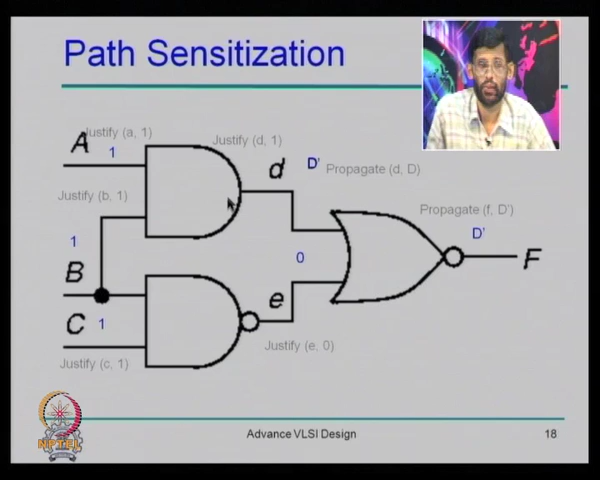 Path Sensitization
Justify (a, 1)
A
1
Justify (d, 1)
d
D'
Propagate (d, D)
Justify (b, 1)
Propagate (f, D')
1
D'
0
F
B
C
1
e
Justify (e, 0)
Justify (c, 1)
NPTEL
Advance VLSI Design
18